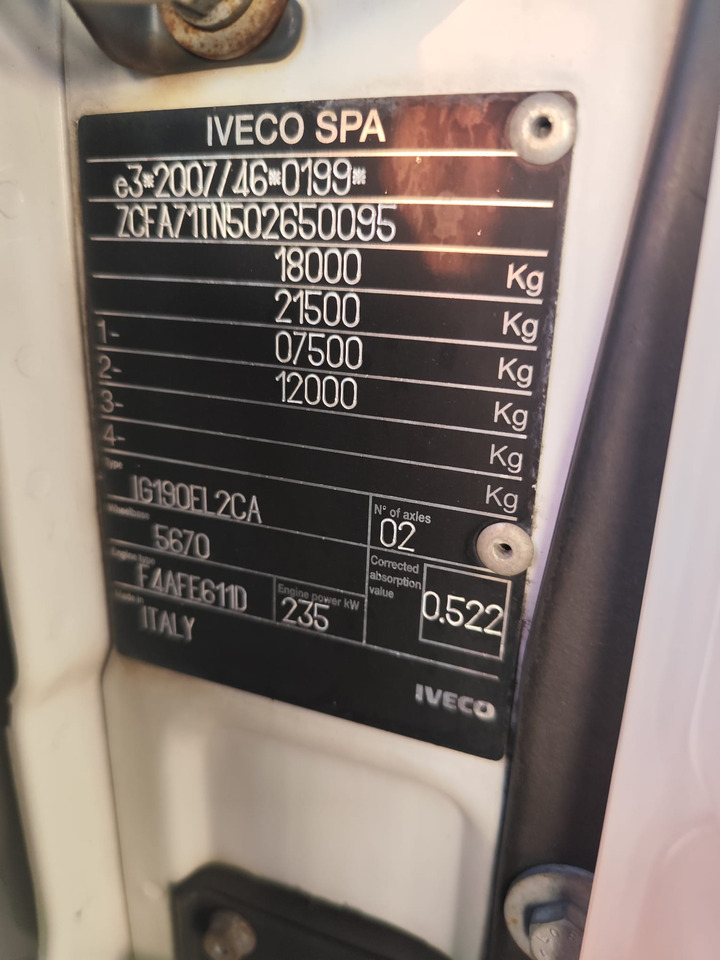 IVECO SPA
e3*2007/46*0199*
ZCFA71TN502650095
18000 Kg
21500 Kg
1- 07500 Kg
2- 12000 Kg
3- Kg
4- Kg
Type
IG190EL2CA
N° of axles
02
Wheelbase
5670
Corrected absorption value
0.522
Engine type
F4AFE611D
Engine power kW
235
Made in
ITALY
IVECO